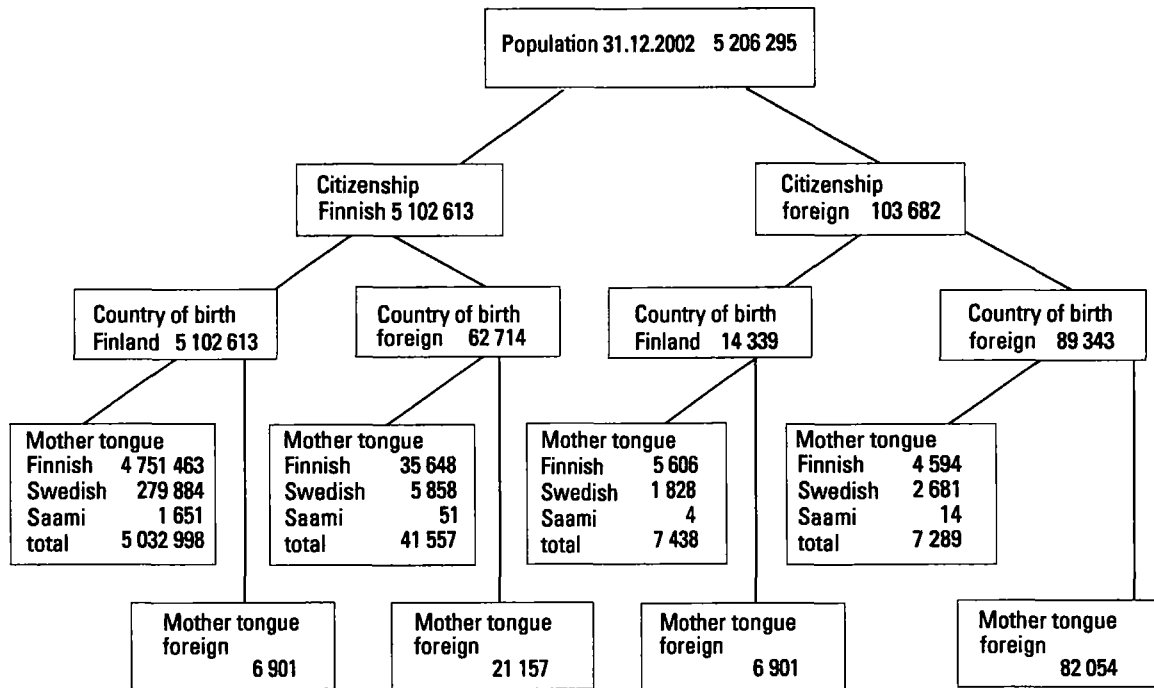 Population 31.12.2002 5 206 295
Citizenship
Finnish 5 102 613
Citizenship
foreign 103 682
Country of birth
Finland 5 102 613
Country of birth
foreign 62 714
Country of birth
Finland 14 339
Country of birth
foreign 89 343
Mother tongue
Finnish 4 751 463
Swedish 279 884
Saami 1 651
total 5 032 998
Mother tongue
Finnish 35 648
Swedish 5 858
Saami 51
total 41 557
Mother tongue
Finnish 5 606
Swedish 1 828
Saami 4
total 7 438
Mother tongue
Finnish 4 594
Swedish 2 681
Saami 14
total 7 289
Mother tongue
foreign
6 901
Mother tongue
foreign
21 157
Mother tongue
foreign
6 901
Mother tongue
foreign
82 054